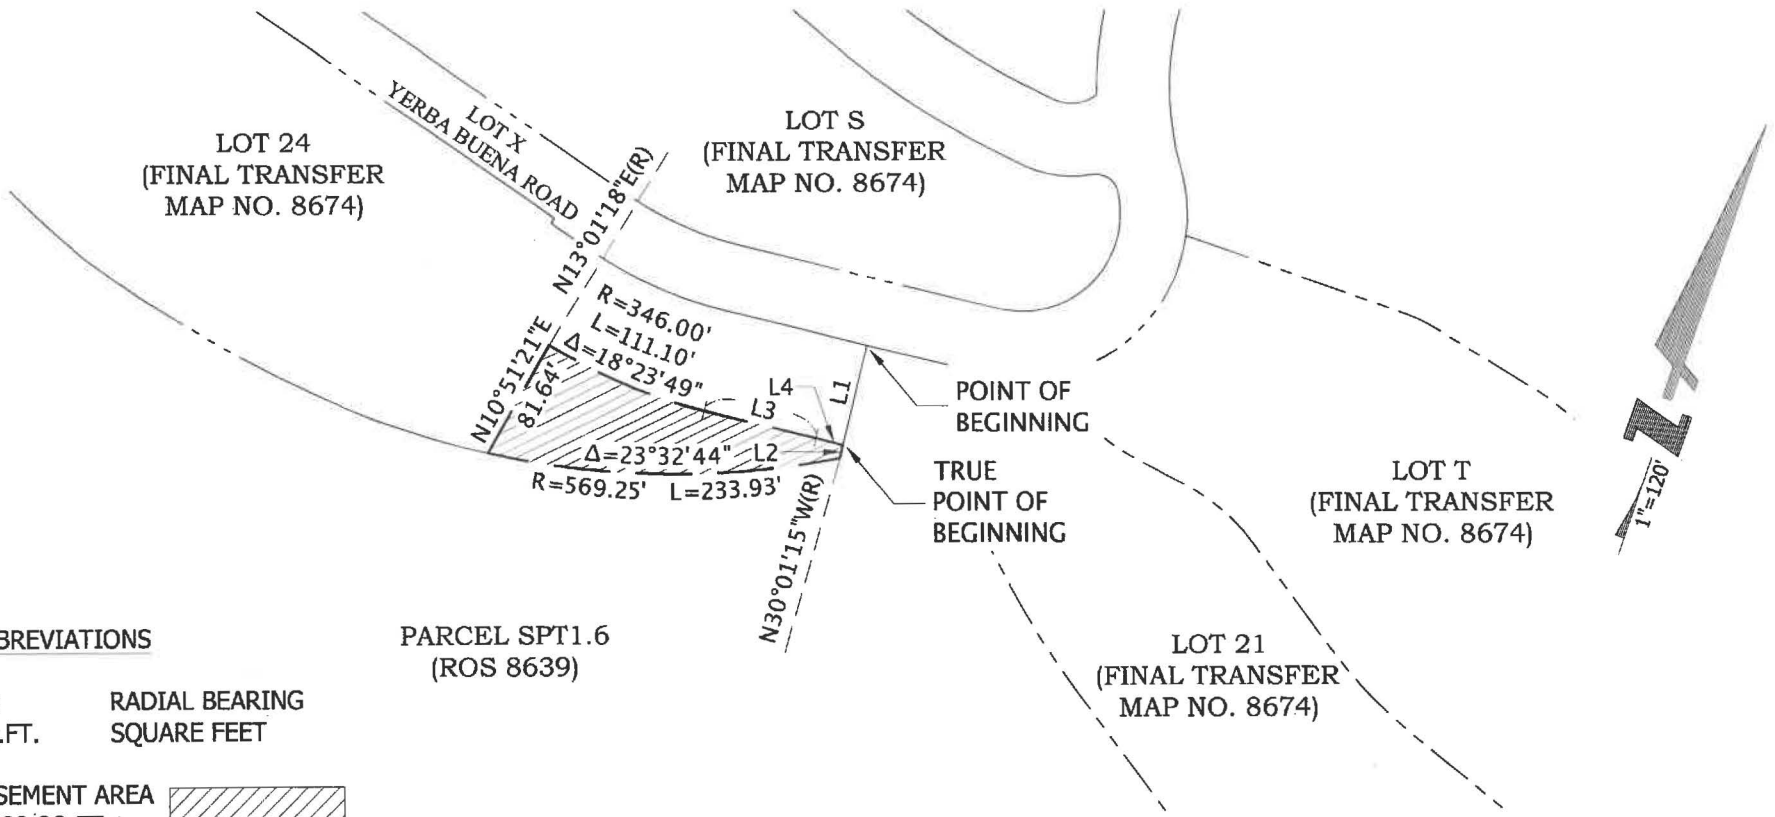 LOT 24
(FINAL TRANSFER
MAP NO. 8674)
LOT X
YERBA BUENA ROAD
LOT S
(FINAL TRANSFER
MAP NO. 8674)
N13°01'18"E(R)
R=346.00'
L=111.10'
Δ=18°23'49"
N10°51'21"E
81.64'
L4
L3
L1
L2
Δ=23°32'44"
R=569.25' L=233.93'
POINT OF
BEGINNING
TRUE
POINT OF
BEGINNING
N30°01'15"W(R)
LOT T
(FINAL TRANSFER
MAP NO. 8674)
N
1"=120'
LOT 21
(FINAL TRANSFER
MAP NO. 8674)
PARCEL SPT1.6
(ROS 8639)
BREVIATIONS
RADIAL BEARING
.FT. SQUARE FEET
SEMENT AREA